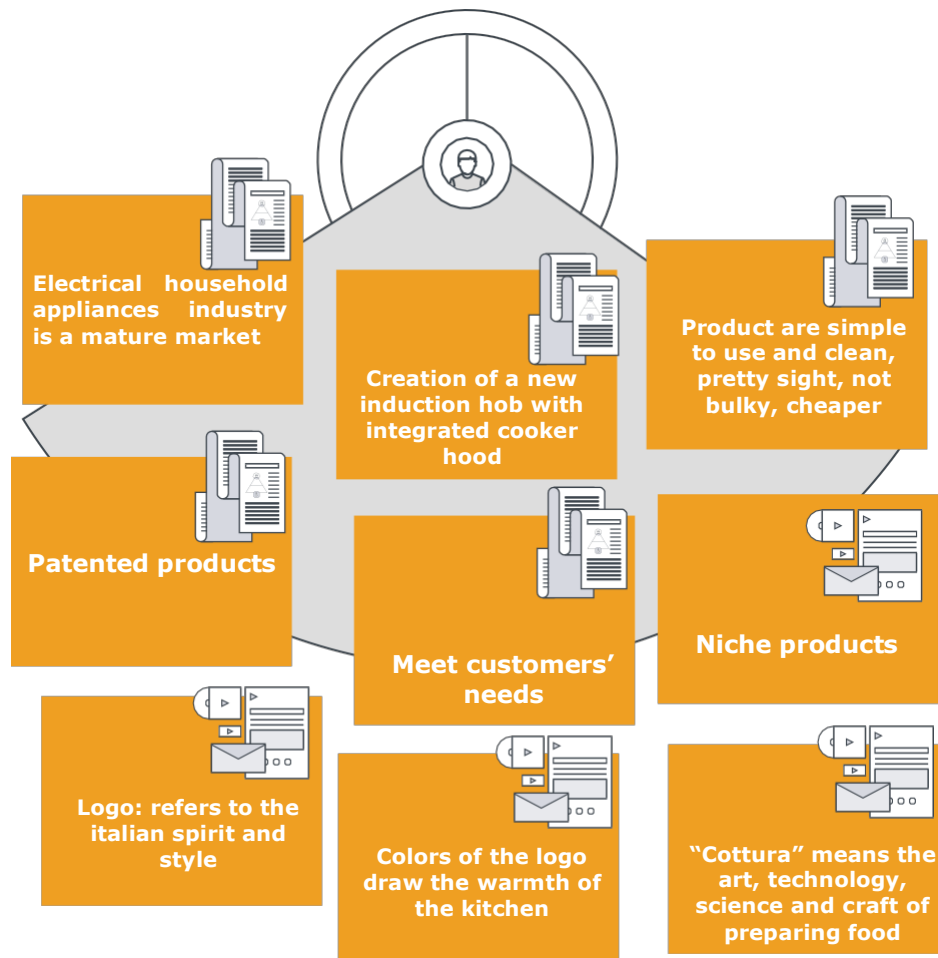 Electrical household
appliances industry
is a mature market
Creation of a new
induction hob with
integrated cooker
hood
Product are simple
to use and clean,
pretty sight, not
bulky, cheaper
Patented products
Meet customers’
needs
Niche products
Logo: refers to the
italian spirit and
style
Colors of the logo
draw the warmth of
the kitchen
“Cottura” means the
art, technology,
science and craft of
preparing food